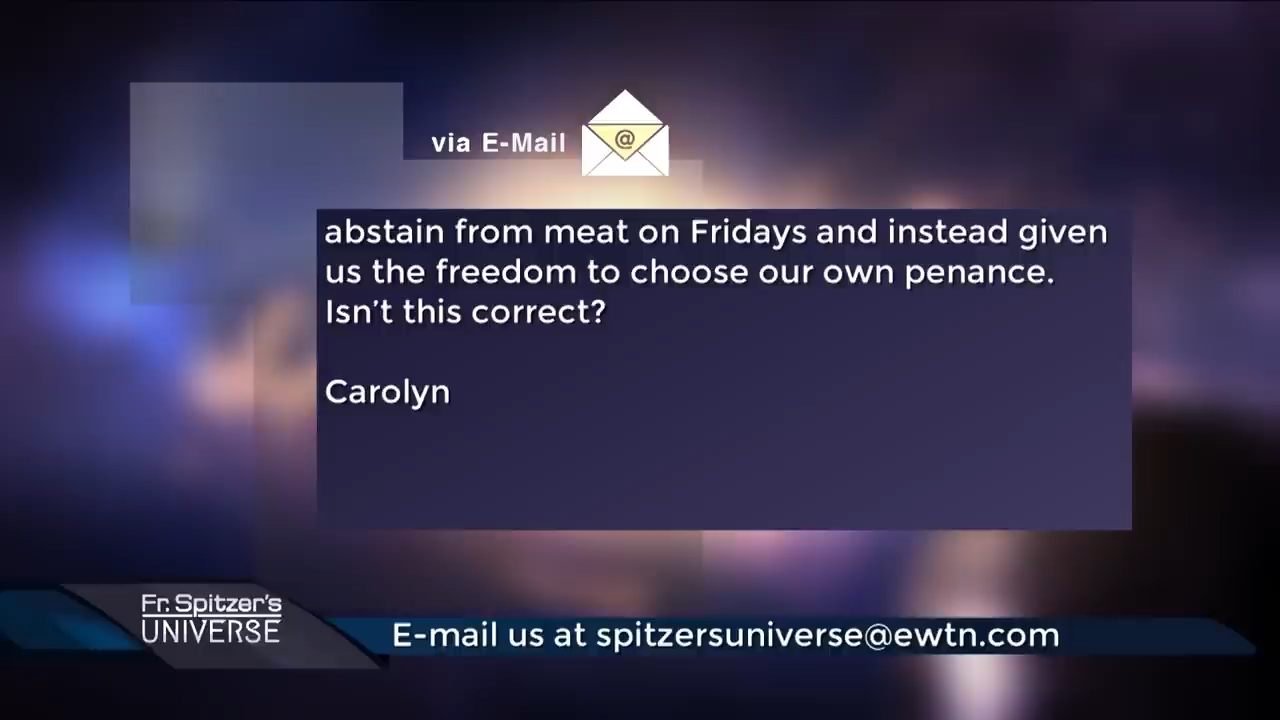 via E-Mail
@
abstain from meat on Fridays and instead given
us the freedom to choose our own penance.
Isn't this correct?
Carolyn
Fr. Spitzer's
UNIVERSE
E-mail us at spitzersuniverse@ewtn.com